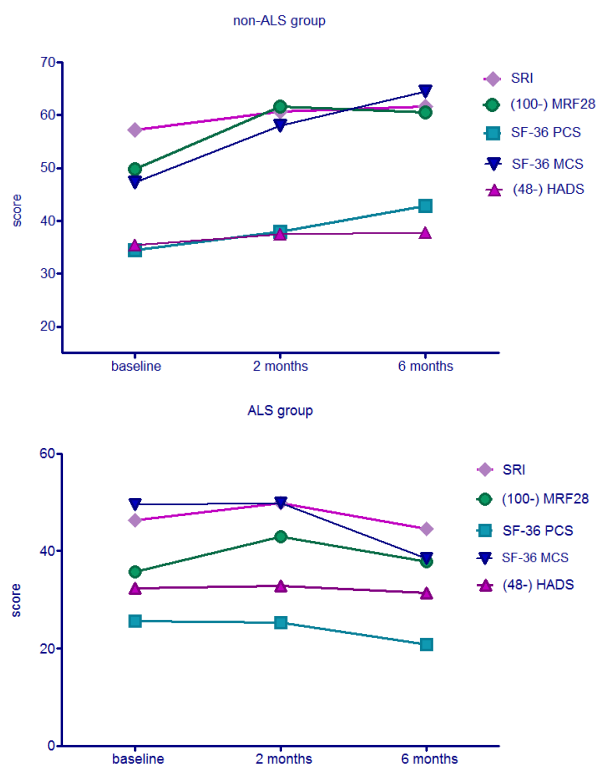 non-ALS group
70
60
50
40
30
20
score
baseline
2 months
6 months
SRI
(100-) MRF28
SF-36 PCS
SF-36 MCS
(48-) HADS
ALS group
60
40
20
0
score
baseline
2 months
6 months
SRI
(100-) MRF28
SF-36 PCS
SF-36 MCS
(48-) HADS